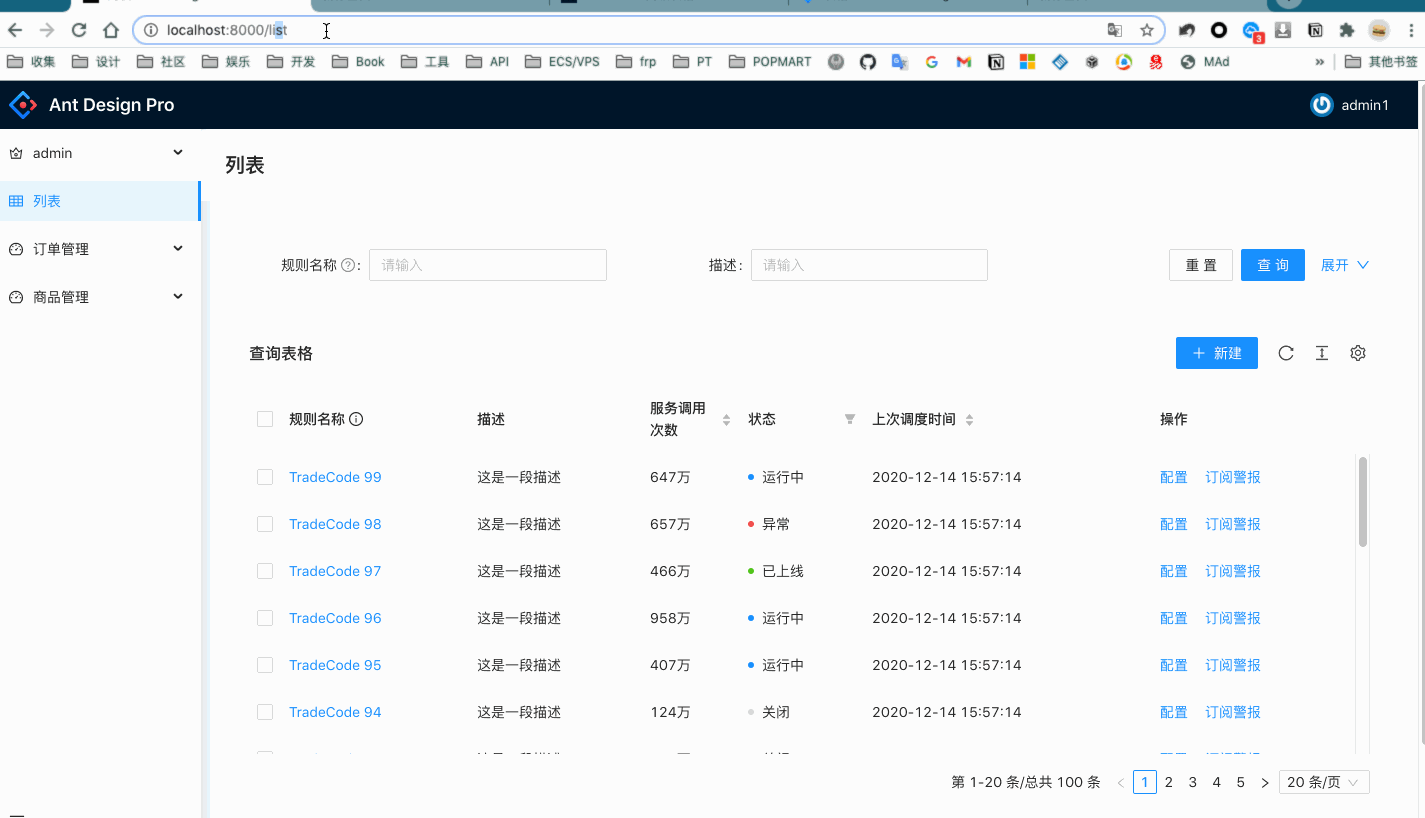 localhost:8000/list
3
收集 设计 社区 娱乐 开发 Book 工具 API ECS/VPS frp PT POPMART MAd » 其他书签
Ant Design Pro admin1
admin
列表
订单管理
商品管理
列表
规则名称 : 请输入 描述 : 请输入 重 置 查 询 展开
查询表格 + 新建
规则名称 描述 服务调用次数 状态 上次调度时间 操作
TradeCode 99 这是一段描述 647万 运行中 2020-12-14 15:57:14 配置 订阅警报
TradeCode 98 这是一段描述 657万 异常 2020-12-14 15:57:14 配置 订阅警报
TradeCode 97 这是一段描述 466万 已上线 2020-12-14 15:57:14 配置 订阅警报
TradeCode 96 这是一段描述 958万 运行中 2020-12-14 15:57:14 配置 订阅警报
TradeCode 95 这是一段描述 407万 运行中 2020-12-14 15:57:14 配置 订阅警报
TradeCode 94 这是一段描述 124万 关闭 2020-12-14 15:57:14 配置 订阅警报
第 1-20 条/总共 100 条 < 1 2 3 4 5 > 20 条/页